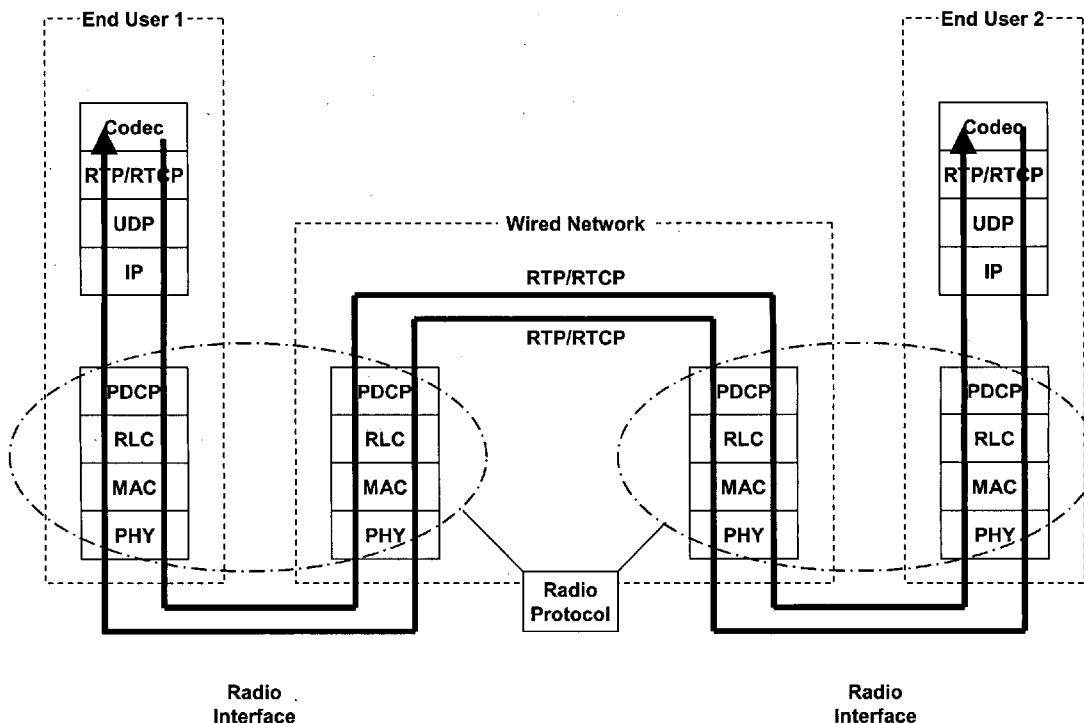 End User 1
End User 2
Codec
RTP/RTCP
UDP
IP
Codec
RTP/RTCP
UDP
IP
Wired Network
RTP/RTCP
RTP/RTCP
PDCP
RLC
MAC
PHY
PDCP
RLC
MAC
PHY
PDCP
RLC
MAC
PHY
PDCP
RLC
MAC
PHY
Radio
Protocol
Radio
Interface
Radio
Interface